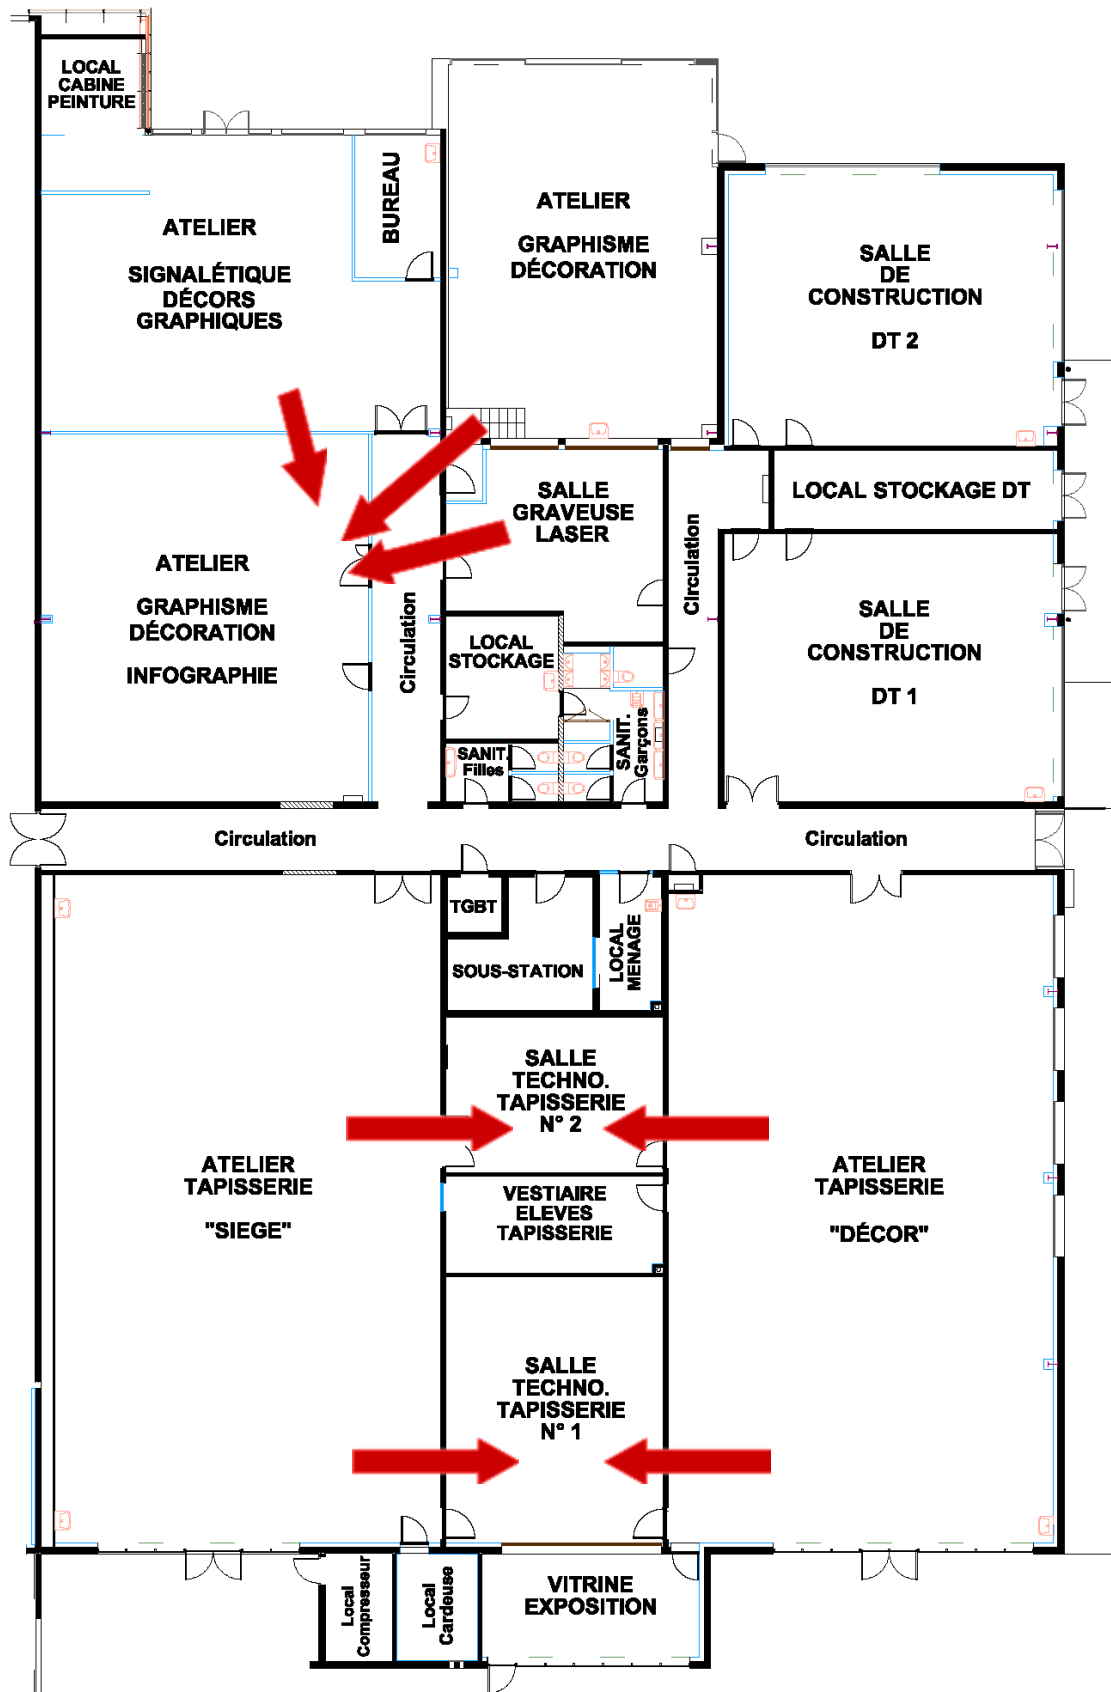 LOCAL
CABINE
PEINTURE
BUREAU
ATELIER
SIGNALÉTIQUE
DÉCORS
GRAPHIQUES
ATELIER
GRAPHISME
DÉCORATION
SALLE
DE
CONSTRUCTION
DT 2
SALLE
GRAVEUSE
LASER
LOCAL STOCKAGE DT
ATELIER
GRAPHISME
DÉCORATION
INFOGRAPHIE
Circulation
Circulation
LOCAL
STOCKAGE
SALLE
DE
CONSTRUCTION
DT 1
SANIT.
Filles
SANIT.
Garçons
Circulation
Circulation
TGBT
SOUS-STATION
LOCAL
MENAGE
SALLE
TECHNO.
TAPISSERIE
N° 2
ATELIER
TAPISSERIE
"SIEGE"
VESTIAIRE
ELEVES
TAPISSERIE
ATELIER
TAPISSERIE
"DÉCOR"
SALLE
TECHNO.
TAPISSERIE
N° 1
Local
Compresseur
Local
Cardeuse
VITRINE
EXPOSITION